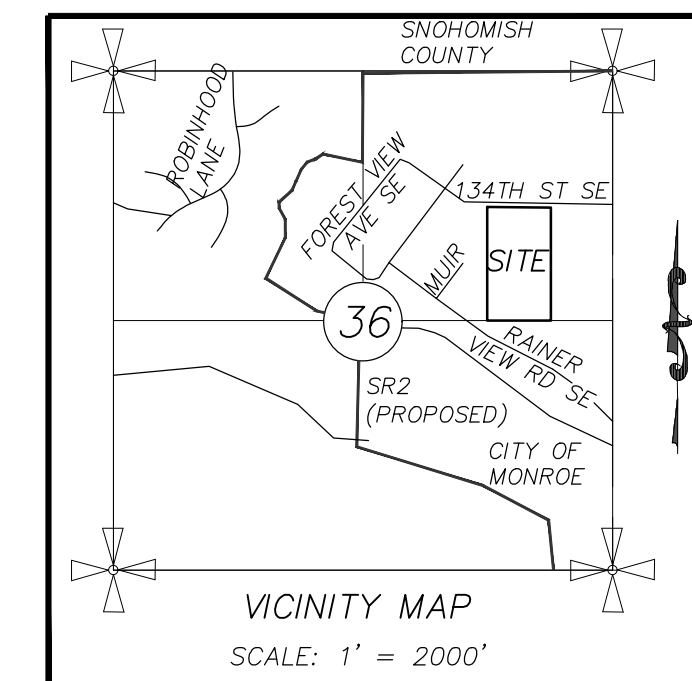 SNOHOMISH
COUNTY
ROBINHOOD
LANE
FOREST VIEW
AVE SE
134TH ST SE
MUIR
SITE
36
RAINER
VIEW RD SE
SR2
(PROPOSED)
CITY OF
MONROE
VICINITY MAP
SCALE: 1' = 2000'